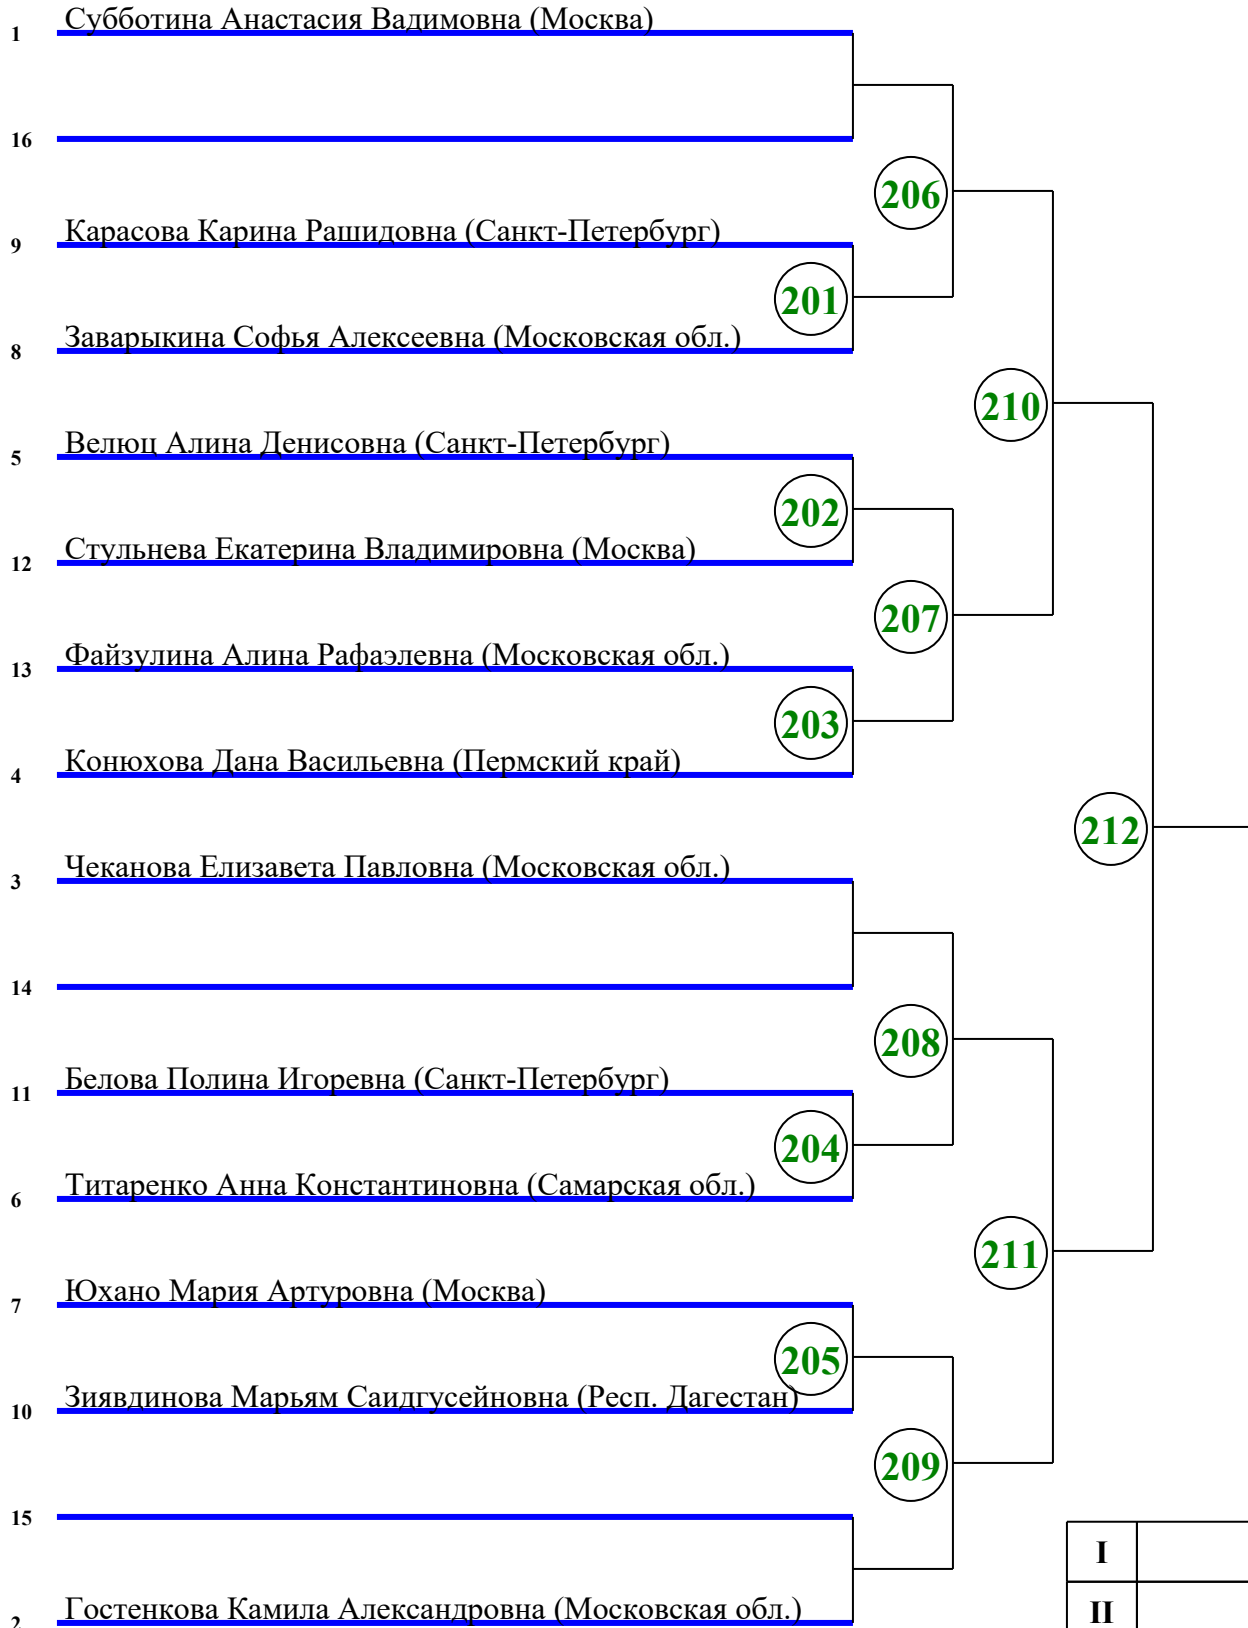 1 Субботина Анастасия Вадимовна (Москва)
16
206
9 Карасова Карина Рашидовна (Санкт-Петербург)
201
8 Заварыкина Софья Алексеевна (Московская обл.)
210
5 Велюц Алина Денисовна (Санкт-Петербург)
202
12 Стульнева Екатерина Владимировна (Москва)
207
13 Файзулина Алина Рафаэлевна (Московская обл.)
203
4 Конюхова Дана Васильевна (Пермский край)
212
3 Чеканова Елизавета Павловна (Московская обл.)
14
208
11 Белова Полина Игоревна (Санкт-Петербург)
204
6 Титаренко Анна Константиновна (Самарская обл.)
211
7 Юхано Мария Артуровна (Москва)
205
10 Зиявдинова Марьям Саидгусейновна (Респ. Дагестан)
209
15
I
2 Гостенкова Камила Александровна (Московская обл.)
II